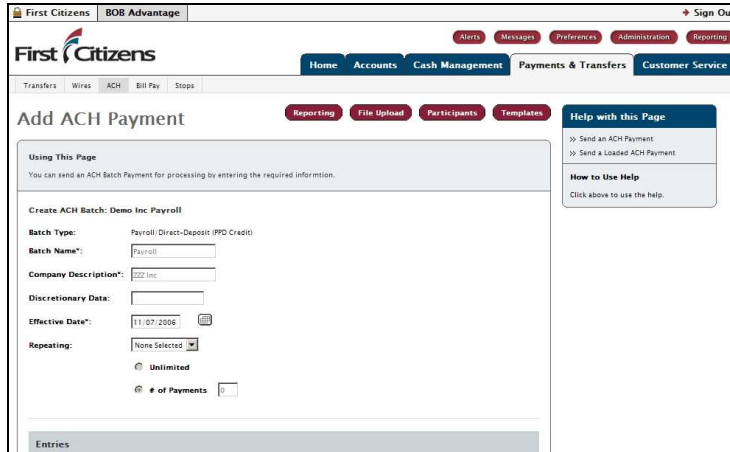 First Citizens BOB Advantage Sign Ou
First Citizens
Alerts Messages Preferences Administration Reporting
Home Accounts Cash Management Payments & Transfers Customer Service
Transfers Wires ACH Bill Pay Stops
Add ACH Payment
Reporting File Upload Participants Templates
Help with this Page
>> Send an ACH Payment
>> Send a Loaded ACH Payment
How to Use Help
Click above to use the help.
Using This Page
You can send an ACH Batch Payment for processing by entering the required informtion.
Create ACH Batch: Demo Inc Payroll
Batch Type: Payroll/Direct-Deposit (PPD Credit)
Batch Name*: Payroll
Company Description*: ZZZ Inc
Discretionary Data:
Effective Date*: 11/07/2006
Repeating: None Selected
Unlimited
# of Payments 0
Entries